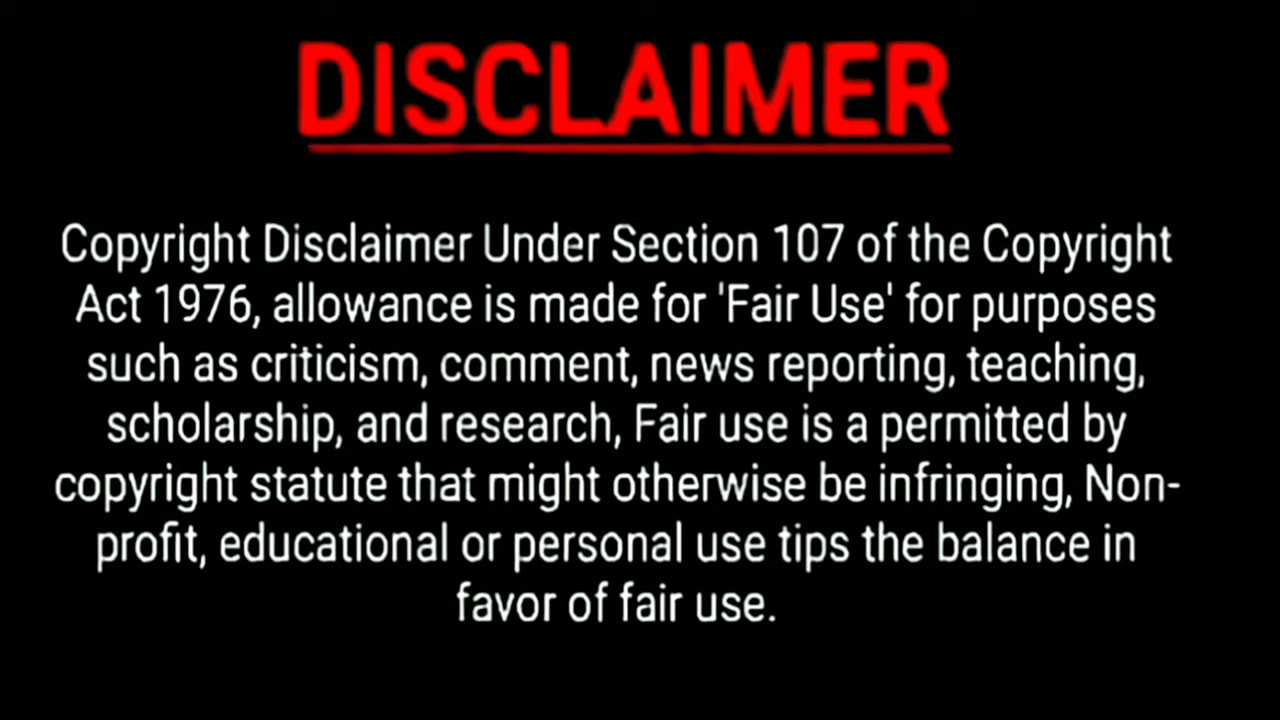 DISCLAIMER
Copyright Disclaimer Under Section 107 of the Copyright
Act 1976, allowance is made for 'Fair Use' for purposes
such as criticism, comment, news reporting, teaching,
scholarship, and research, Fair use is a permitted by
copyright statute that might otherwise be infringing, Non-
profit, educational or personal use tips the balance in
favor of fair use.